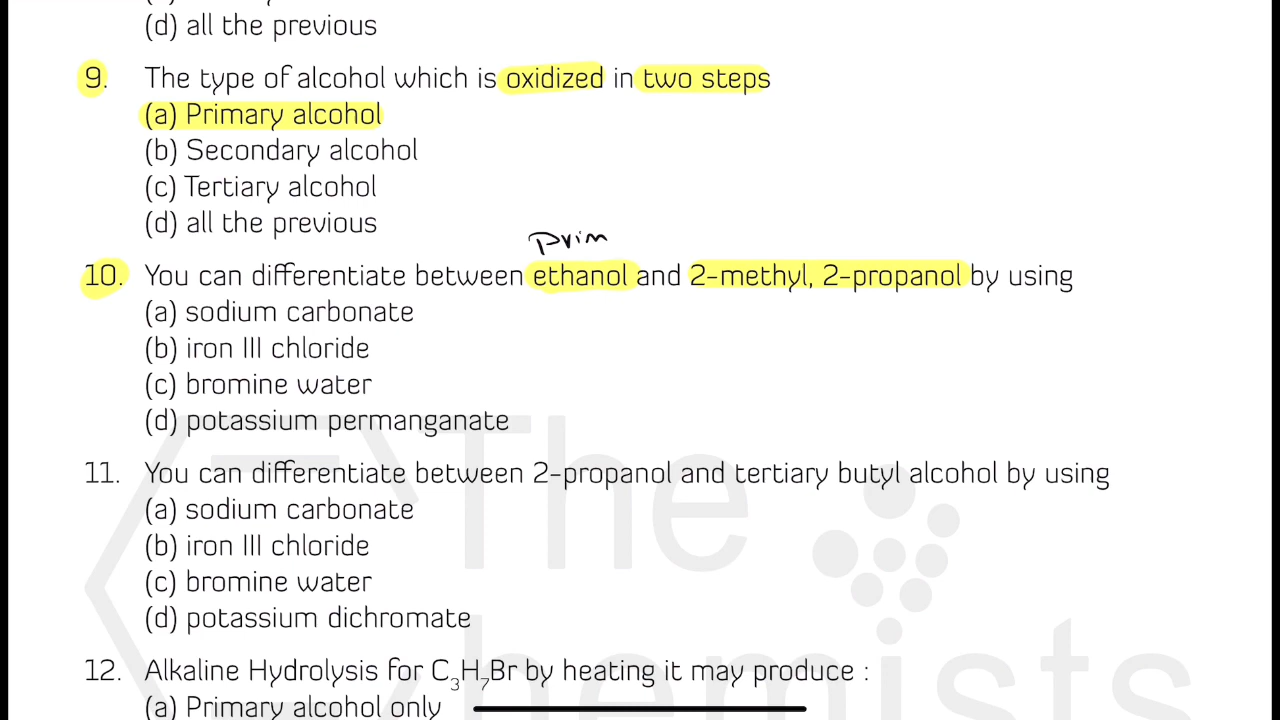 (d) all the previous
9. The type of alcohol which is oxidized in two steps
(a) Primary alcohol
(b) Secondary alcohol
(c) Tertiary alcohol
(d) all the previous
prim
10. You can differentiate between ethanol and 2-methyl, 2-propanol by using
(a) sodium carbonate
(b) iron III chloride
(c) bromine water
(d) potassium permanganate
11. You can differentiate between 2-propanol and tertiary butyl alcohol by using
(a) sodium carbonate
(b) iron III chloride
(c) bromine water
(d) potassium dichromate
12. Alkaline Hydrolysis for C₃H₇Br by heating it may produce :
(a) Primary alcohol only
The
Chemists